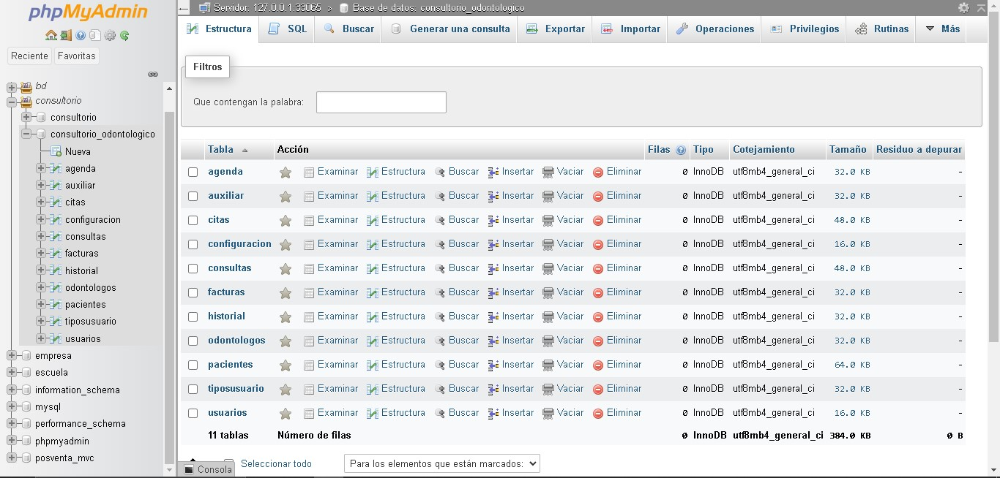 phpMyAdmin
Reciente Favoritas
bd
consultorio
consultorio
consultorio_odontologico
Nueva
agenda
auxiliar
citas
configuracion
consultas
facturas
historial
odontologos
pacientes
tiposusuario
usuarios
empresa
escuela
information_schema
mysql
performance_schema
phpmyadmin
posventa_mvc
Servidor: 127.0.0.1:33065 » Base de datos: consultorio_odontologico
Estructura SQL Buscar Generar una consulta Exportar Importar Operaciones Privilegios Rutinas Más
Filtros
Que contengan la palabra:
Tabla Acción Filas Tipo Cotejamiento Tamaño Residuo a depurar
agenda Examinar Estructura Buscar Insertar Vaciar Eliminar 0 InnoDB utf8mb4_general_ci 32.0 KB -
auxiliar Examinar Estructura Buscar Insertar Vaciar Eliminar 0 InnoDB utf8mb4_general_ci 32.0 KB -
citas Examinar Estructura Buscar Insertar Vaciar Eliminar 0 InnoDB utf8mb4_general_ci 48.0 KB -
configuracion Examinar Estructura Buscar Insertar Vaciar Eliminar 0 InnoDB utf8mb4_general_ci 16.0 KB -
consultas Examinar Estructura Buscar Insertar Vaciar Eliminar 0 InnoDB utf8mb4_general_ci 48.0 KB -
facturas Examinar Estructura Buscar Insertar Vaciar Eliminar 0 InnoDB utf8mb4_general_ci 32.0 KB -
historial Examinar Estructura Buscar Insertar Vaciar Eliminar 0 InnoDB utf8mb4_general_ci 32.0 KB -
odontologos Examinar Estructura Buscar Insertar Vaciar Eliminar 0 InnoDB utf8mb4_general_ci 32.0 KB -
pacientes Examinar Estructura Buscar Insertar Vaciar Eliminar 0 InnoDB utf8mb4_general_ci 64.0 KB -
tiposusuario Examinar Estructura Buscar Insertar Vaciar Eliminar 0 InnoDB utf8mb4_general_ci 32.0 KB -
usuarios Examinar Estructura Buscar Insertar Vaciar Eliminar 0 InnoDB utf8mb4_general_ci 16.0 KB -
11 tablas Número de filas 0 InnoDB utf8mb4_general_ci 384.0 KB 0 B
Seleccionar todo Para los elementos que están marcados:
Consola